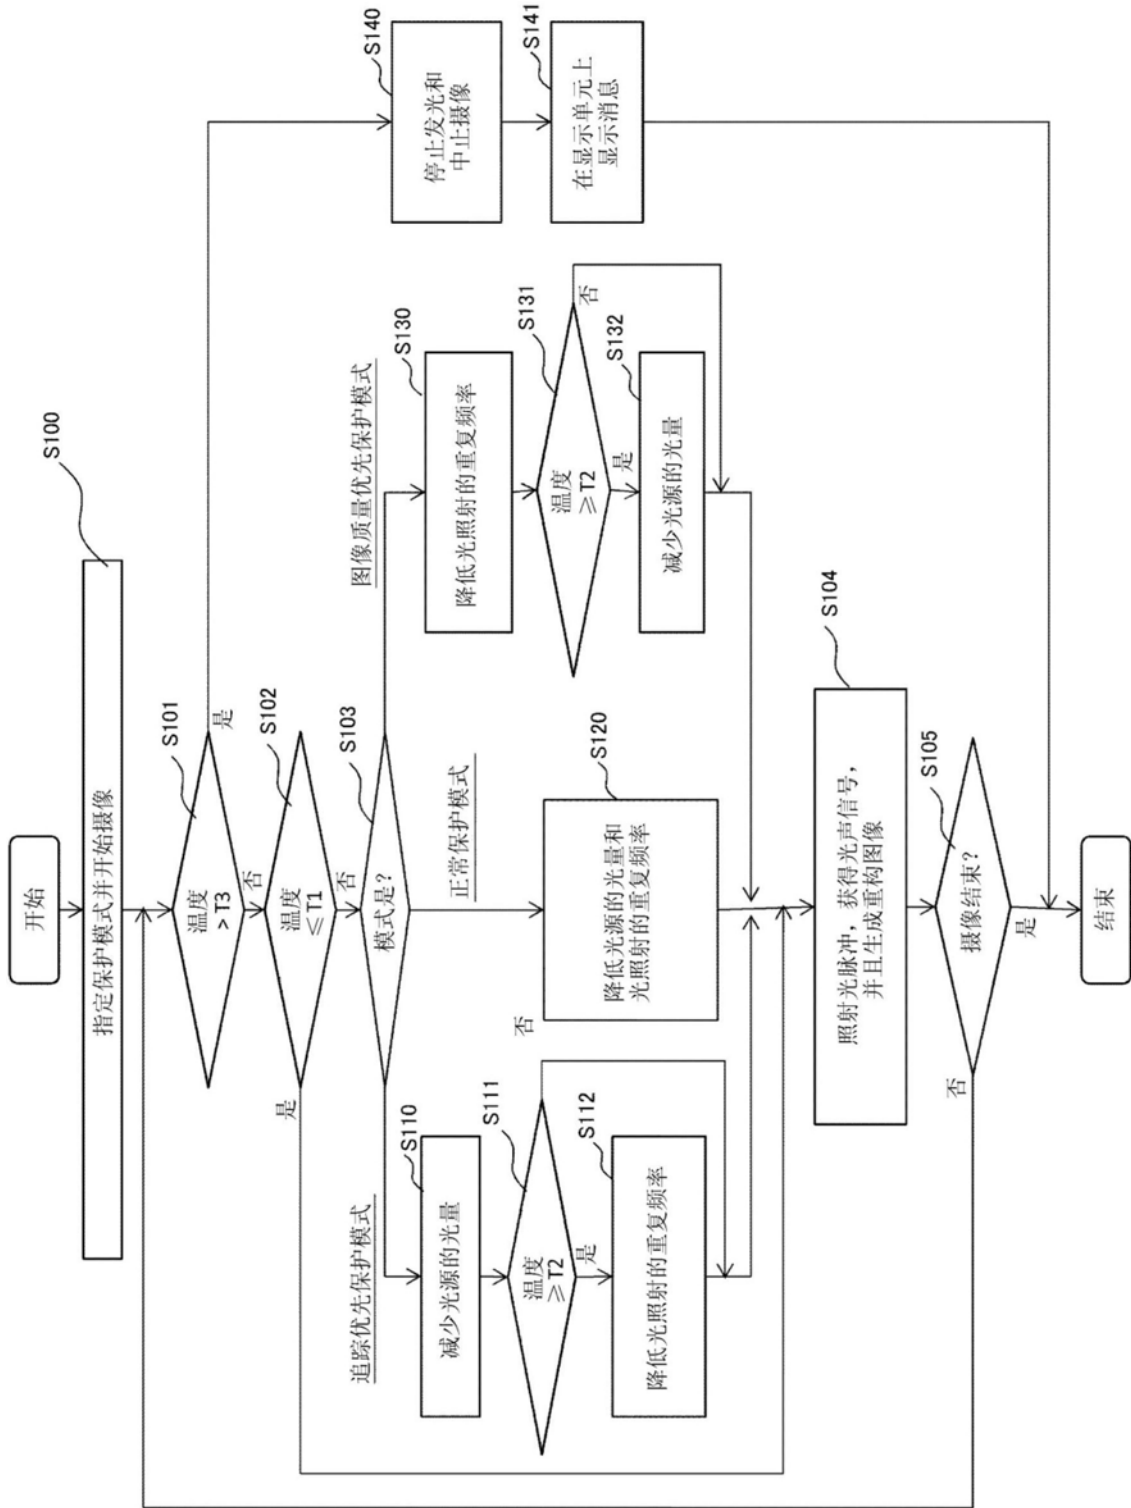 开始
指定保护模式并开始摄像
S100
温度
>T3
S101
是
否
温度
≤T1
S102
是
否
模式是?
S103
追踪优先保护模式
正常保护模式
图像质量优先保护模式
减少光源的光量
S110
温度
≥T2
S111
否
是
降低光照射的重复频率
S112
降低光源的光量和
光照射的重复频率
S120
降低光照射的重复频率
S130
温度
≥T2
S131
否
是
减少光源的光量
S132
停止发光和
中止摄像
S140
在显示单元上
显示消息
S141
照射光脉冲，获得光声信号，
并且生成重构图像
S104
摄像结束?
S105
否
是
结束